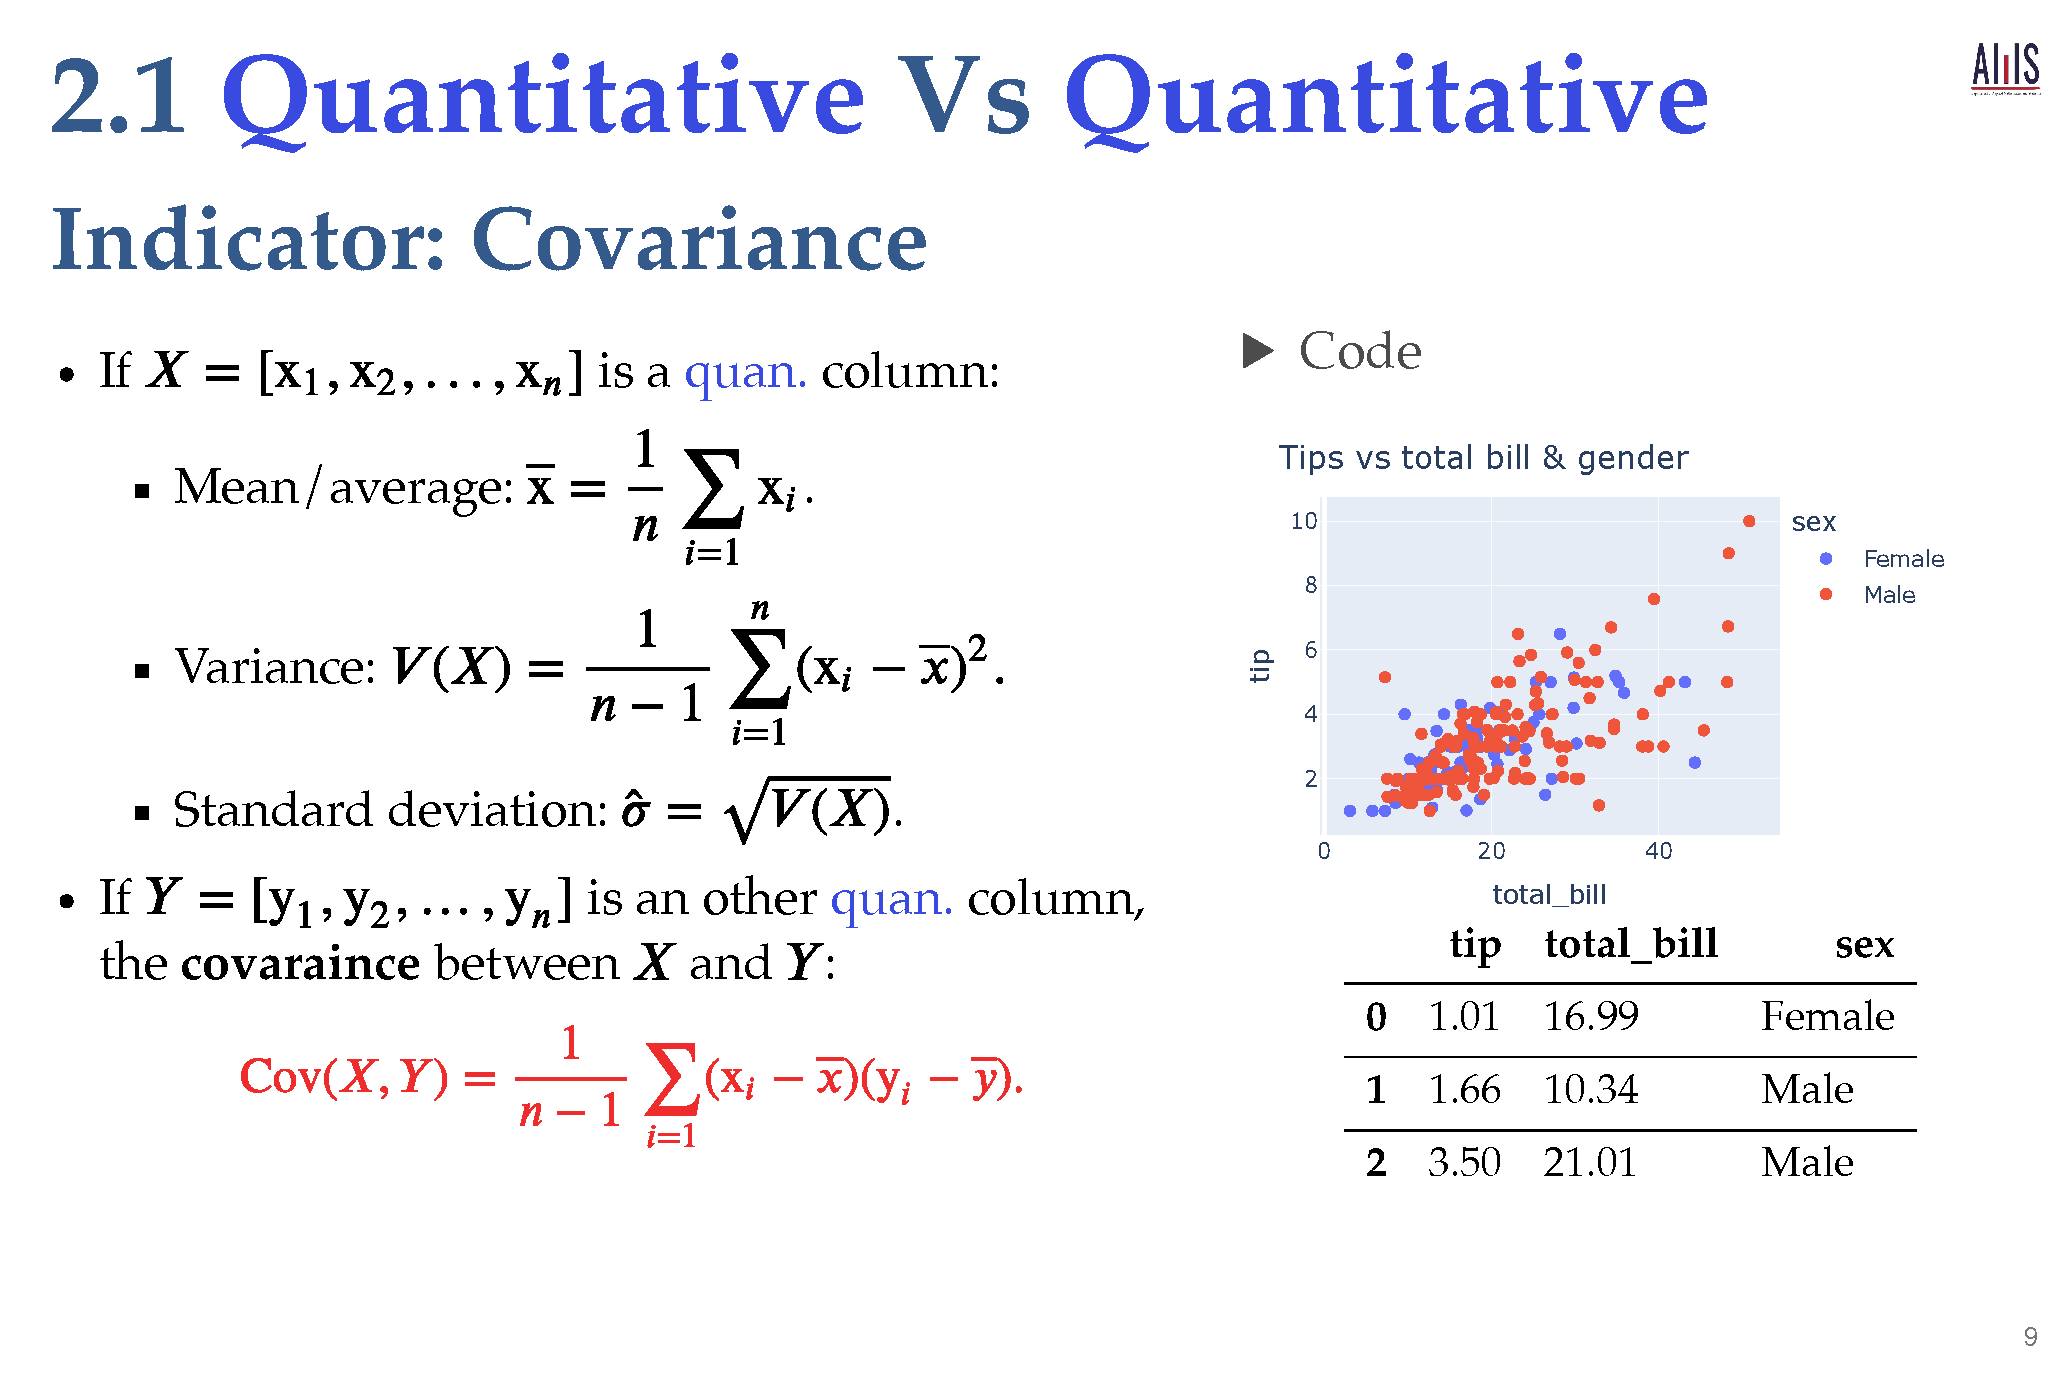 2.1 Quantitative Vs Quantitative
AMS
Indicator: Covariance
• If X = [x₁, x₂, …, xₙ] is a quan. column:
▪ Mean/average: x̄ = 1/n ∑ᵢ₌₁ xᵢ.
▪ Variance: V(X) = 1/(n − 1) ∑ᵢ₌₁ⁿ (xᵢ − x̄)².
▪ Standard deviation: σ̂ = √V(X).
• If Y = [y₁, y₂, …, yₙ] is an other quan. column,
the covaraince between X and Y:
Cov(X, Y) = 1/(n − 1) ∑ᵢ₌₁ (xᵢ − x̄)(yᵢ − ȳ).
▶ Code
Tips vs total bill & gender
sex
Female
Male
10
8
6
4
2
tip
0 20 40
total_bill
tip total_bill sex
0 1.01 16.99 Female
1 1.66 10.34 Male
2 3.50 21.01 Male
9